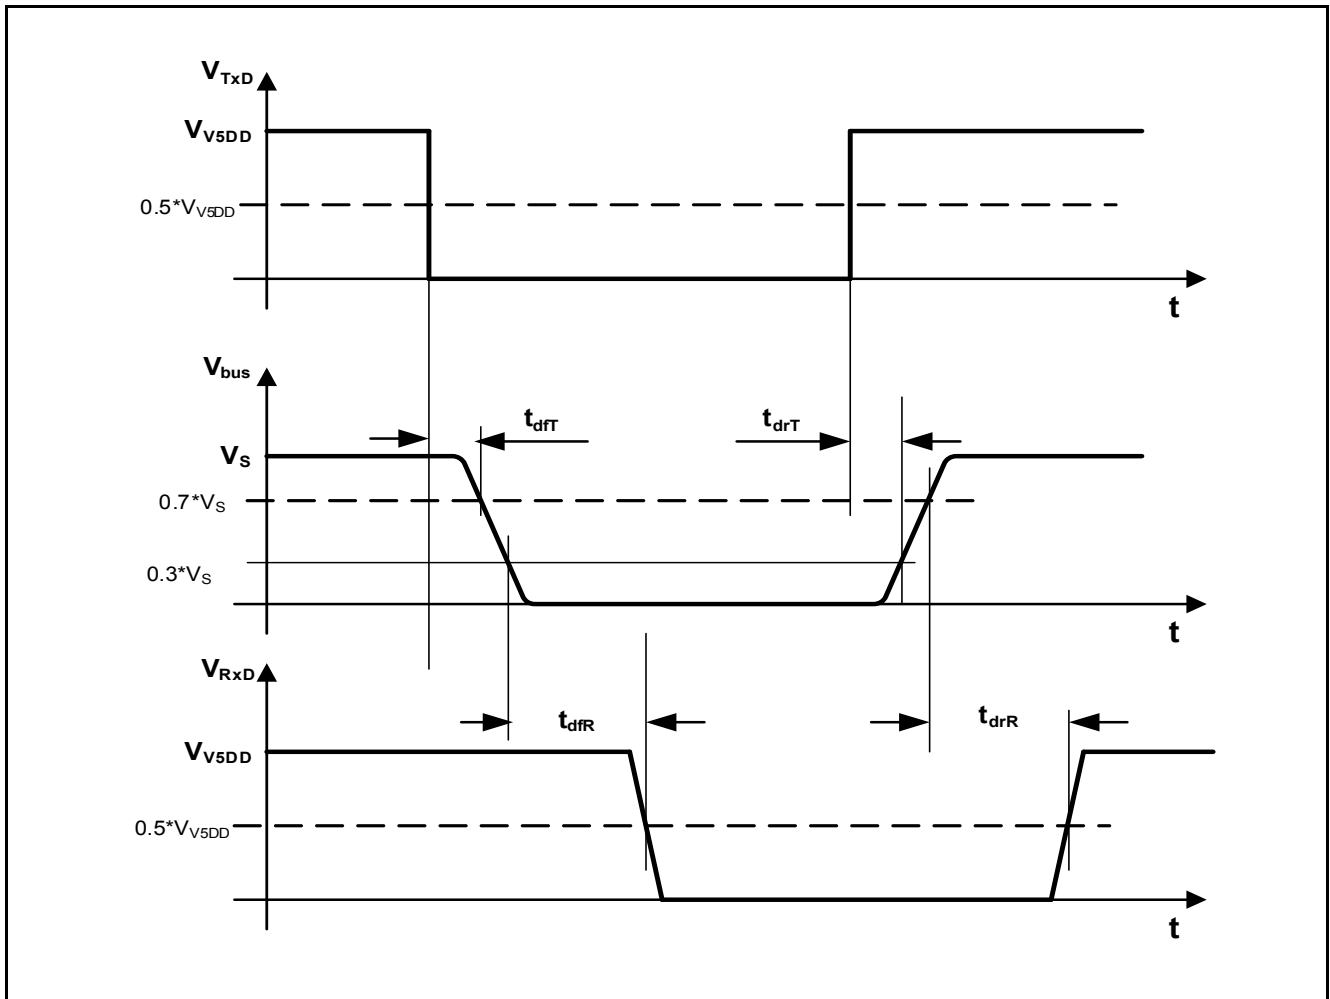 VTxD
VV5DD
0.5*VV5DD
t
Vbus
tdfT
tdrT
VS
0.7*VS
0.3*VS
t
VRxD
tdfR
tdrR
VV5DD
0.5*VV5DD
t